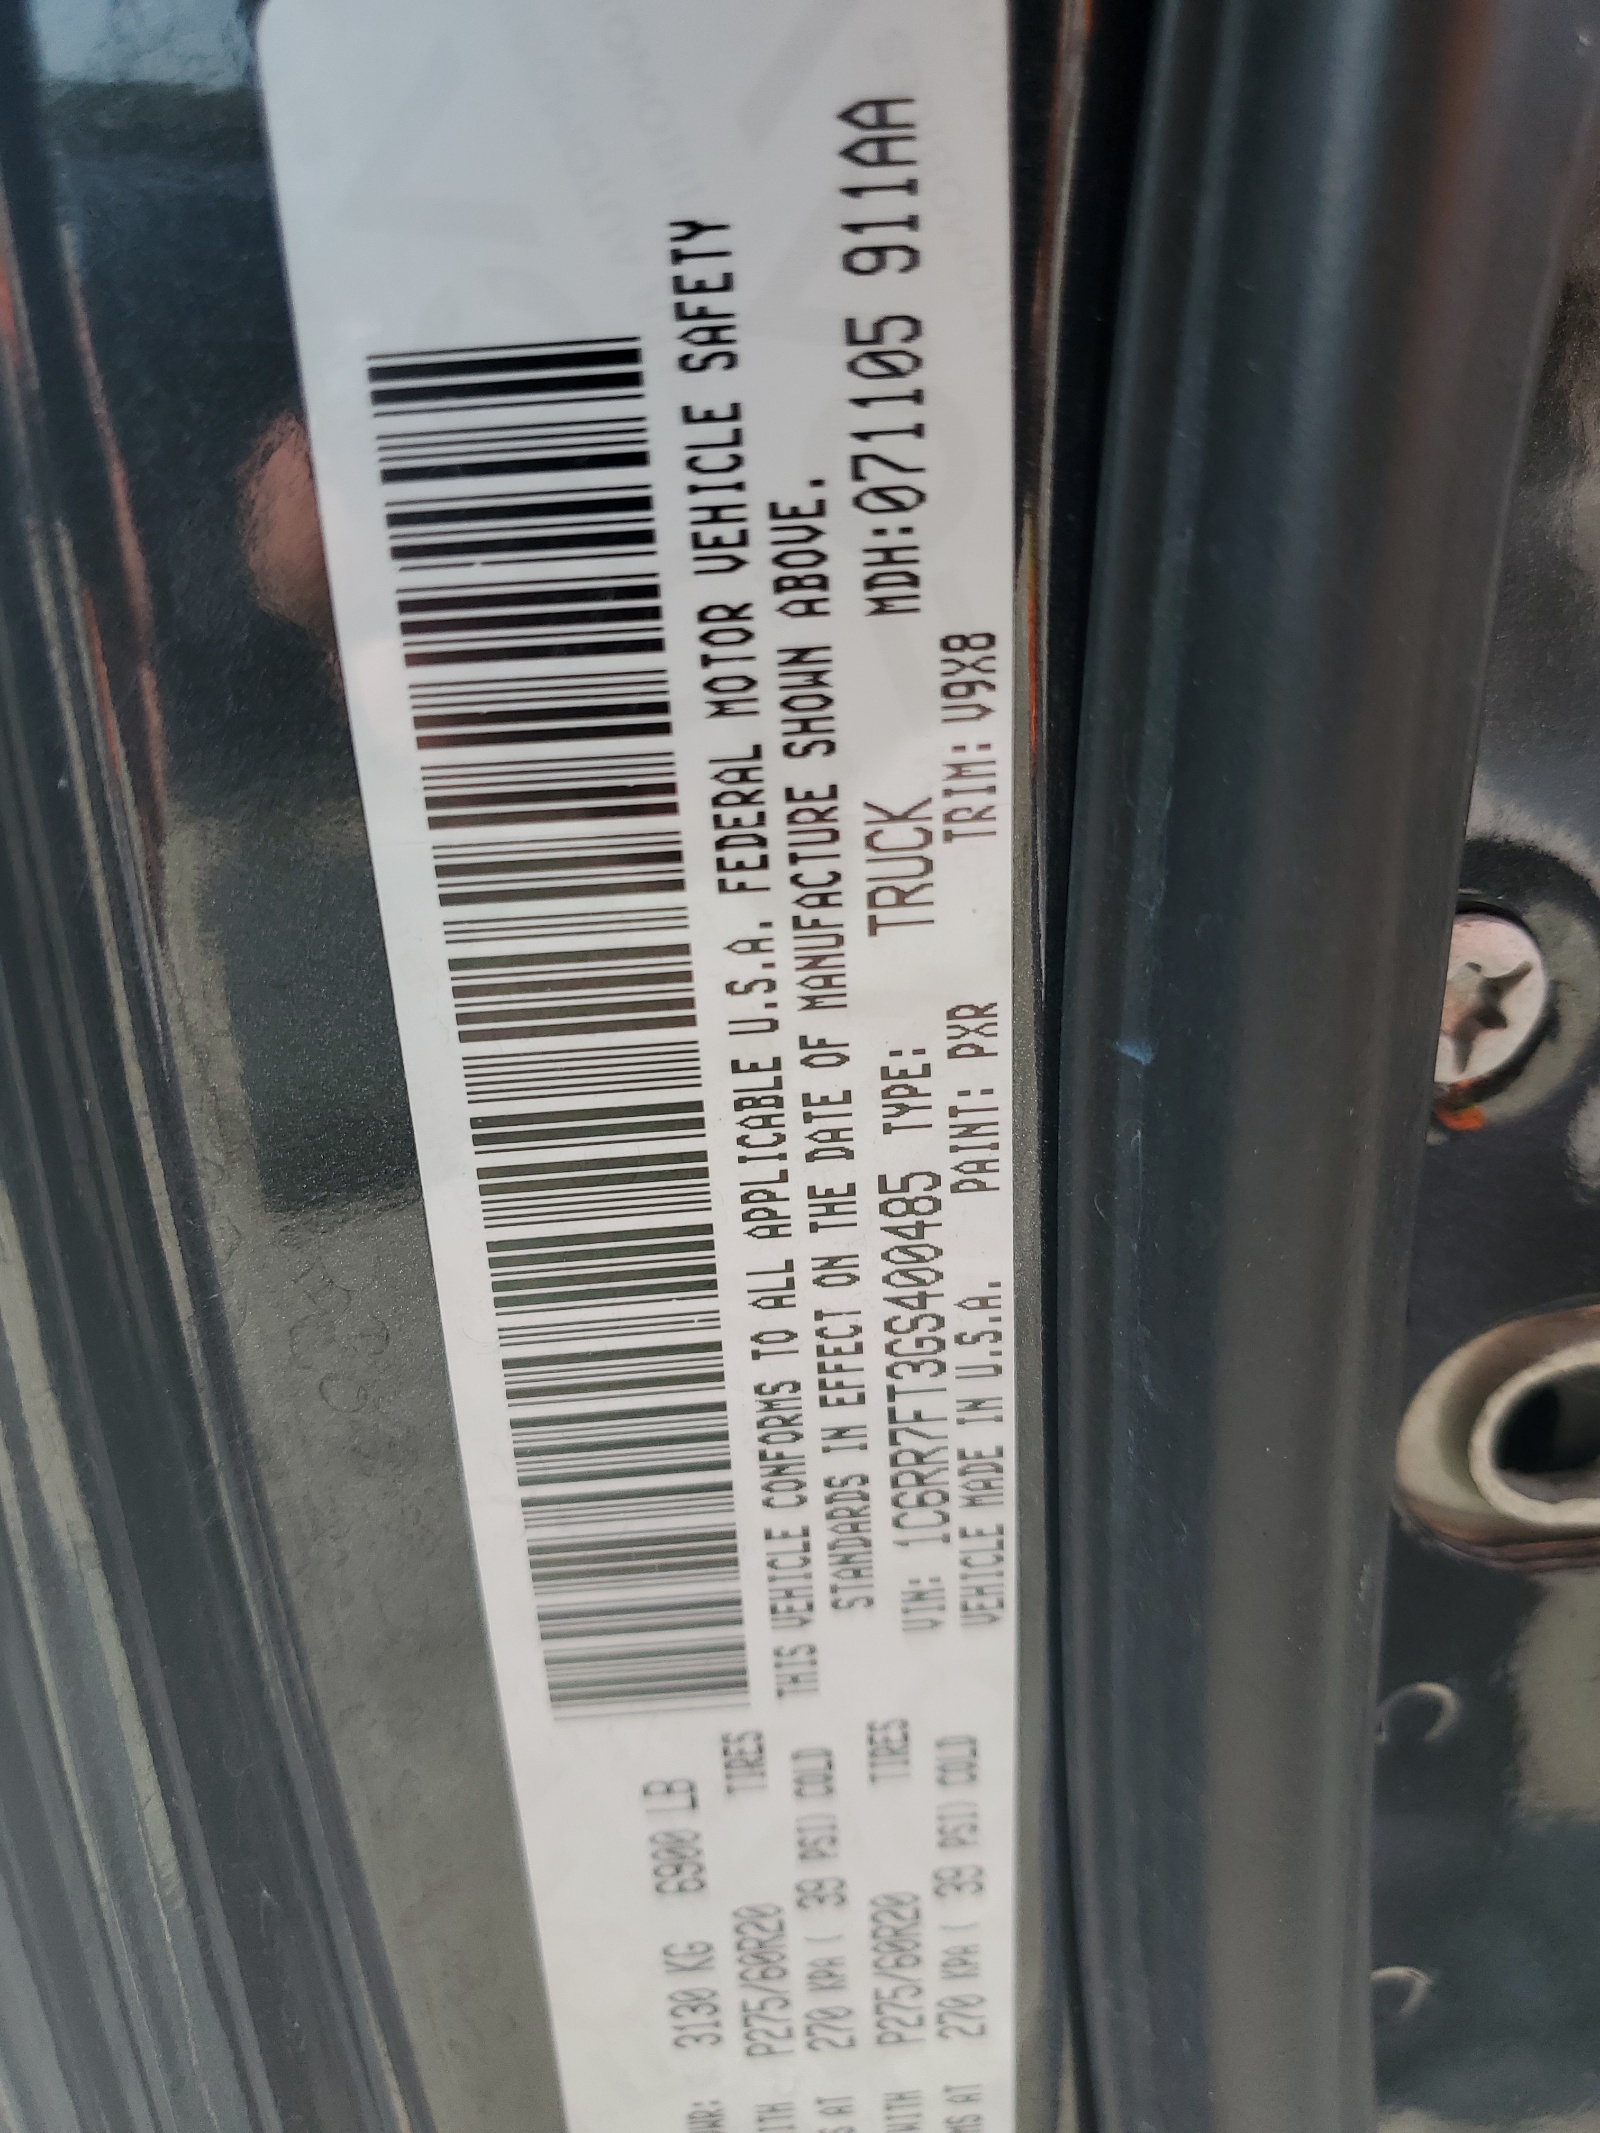 3130 KG 6900 LB
P275/60R20 TIRES
270 KPA ( 39 PSI) COLD
WITH P275/60R20 TIRES
AT 270 KPA ( 39 PSI) COLD
THIS VEHICLE CONFORMS TO ALL APPLICABLE U.S.A. FEDERAL MOTOR VEHICLE SAFETY
STANDARDS IN EFFECT ON THE DATE OF MANUFACTURE SHOWN ABOVE.
VIN: 1C6RR7FT3GS400485 TYPE: TRUCK MDH:071105 911AA
VEHICLE MADE IN U.S.A. PAINT: PXR TRIM: V9X8